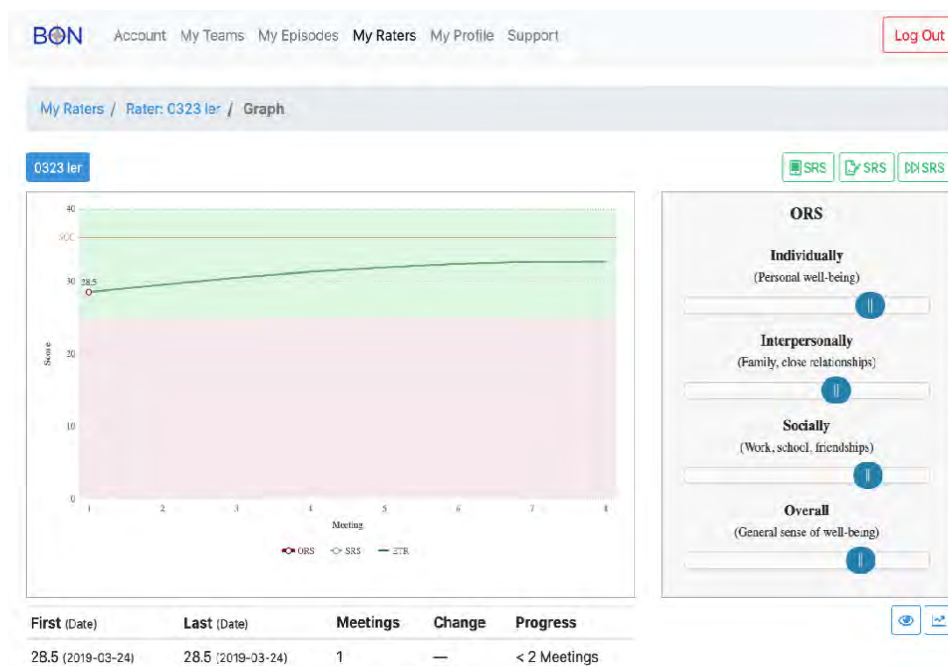 BON Account My Teams My Episodes My Raters My Profile Support Log Out
My Raters / Rater: 0323 ler / Graph
0323 ler SRS SRS SRS
40
30
28.5
20
10
0
Score
1 2 3 4 5 6 7 8
Meeting
ORS SRS ETR
ORS
Individually
(Personal well-being)
Interpersonally
(Family, close relationships)
Socially
(Work, school, friendships)
Overall
(General sense of well-being)
First (Date) Last (Date) Meetings Change Progress
28.5 (2019-03-24) 28.5 (2019-03-24) 1 — < 2 Meetings